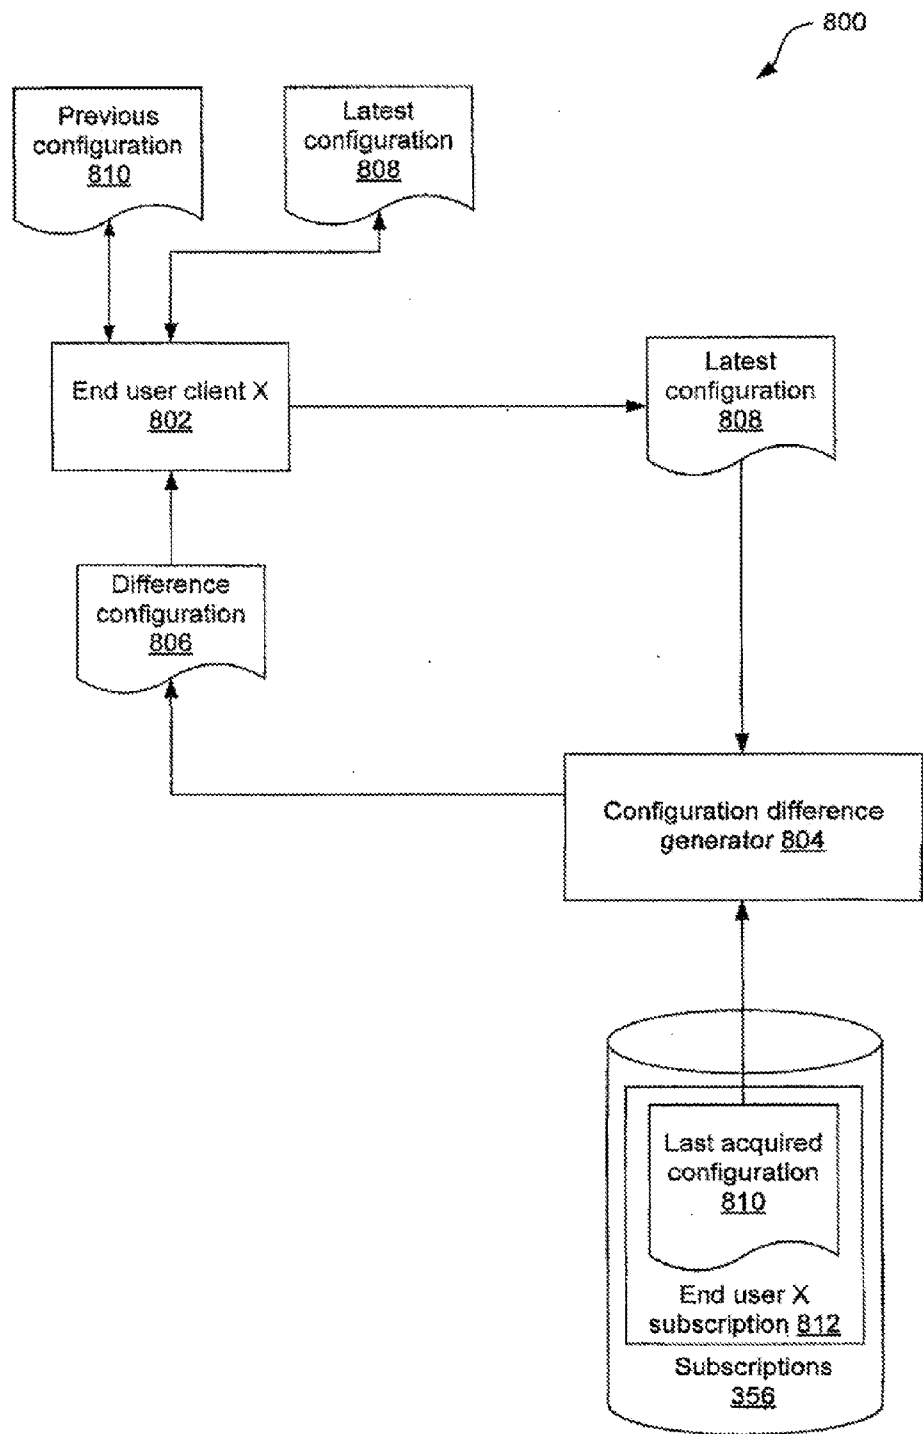 800
Previous
configuration
810
Latest
configuration
808
End user client X
802
Latest
configuration
808
Difference
configuration
806
Configuration difference
generator 804
Last acquired
configuration
810
End user X
subscription 812
Subscriptions
356